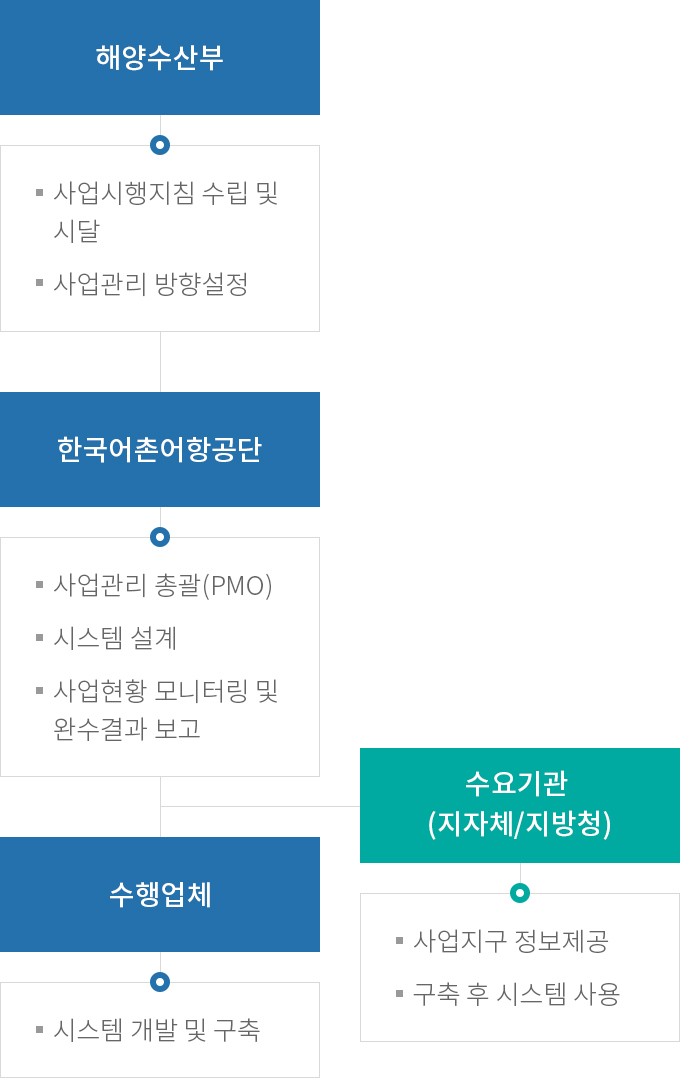 해양수산부
사업시행지침 수립 및
시달
사업관리 방향설정
한국어촌어항공단
사업관리 총괄(PMO)
시스템 설계
사업현황 모니터링 및
완수결과 보고
수요기관
(지자체/지방청)
사업지구 정보제공
구축 후 시스템 사용
수행업체
시스템 개발 및 구축